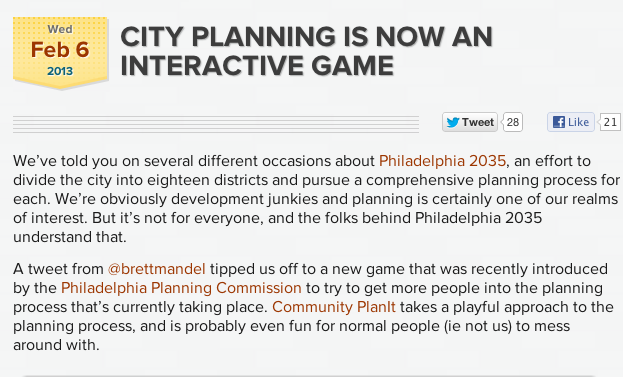 Wed
Feb 6
2013
CITY PLANNING IS NOW AN
INTERACTIVE GAME
Tweet 28
Like 21
We've told you on several different occasions about Philadelphia 2035, an effort to
divide the city into eighteen districts and pursue a comprehensive planning process for
each. We're obviously development junkies and planning is certainly one of our realms
of interest. But it's not for everyone, and the folks behind Philadelphia 2035
understand that.
A tweet from @brettmandel tipped us off to a new game that was recently introduced
by the Philadelphia Planning Commission to try to get more people into the planning
process that's currently taking place. Community PlanIt takes a playful approach to the
planning process, and is probably even fun for normal people (ie not us) to mess
around with.